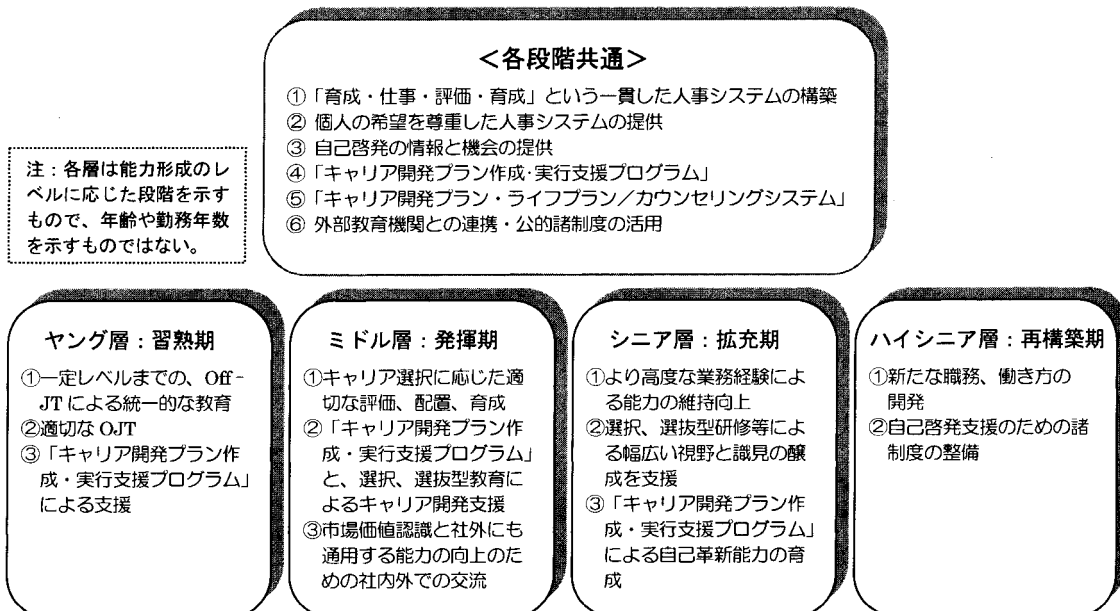 <各段階共通>
①「育成・仕事・評価・育成」という一貫した人事システムの構築
② 個人の希望を尊重した人事システムの提供
③ 自己啓発の情報と機会の提供
④「キャリア開発プラン作成・実行支援プログラム」
⑤「キャリア開発プラン・ライフプラン／カウンセリングシステム」
⑥ 外部教育機関との連携・公的諸制度の活用
注：各層は能力形成のレ
ベルに応じた段階を示す
もので、年齢や勤務年数
を示すものではない。
ヤング層：習熟期
①一定レベルまでの、Off-
JTによる統一的な教育
②適切なOJT
③「キャリア開発プラン作
成・実行支援プログラム」
による支援
ミドル層：発揮期
①キャリア選択に応じた適
切な評価、配置、育成
②「キャリア開発プラン作
成・実行支援プログラム」
と、選択、選抜型教育に
よるキャリア開発支援
③市場価値認識と社外にも
通用する能力の向上のた
めの社内外での交流
シニア層：拡充期
①より高度な業務経験によ
る能力の維持向上
②選択、選抜型研修等によ
る幅広い視野と識見の醸
成を支援
③「キャリア開発プラン作
成・実行支援プログラム」
による自己革新能力の育
成
ハイシニア層：再構築期
①新たな職務、働き方の
開発
②自己啓発支援のための諸
制度の整備